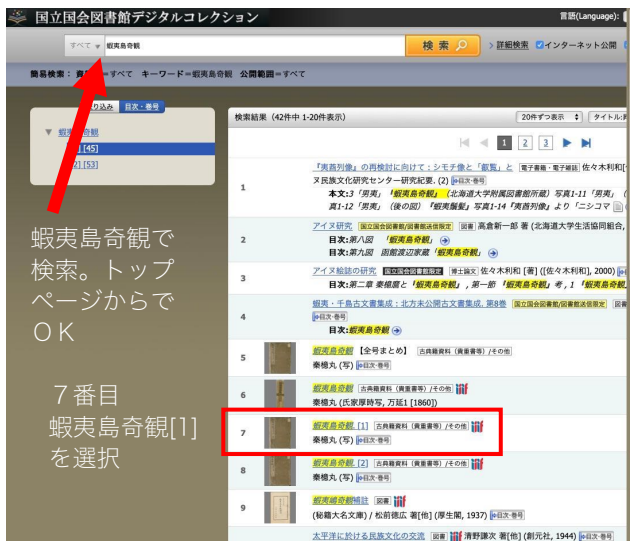 国立国会図書館デジタルコレクション
言語(Language):
すべて 蝦夷島奇観 検索 詳細検索 インターネット公開
簡易検索: =すべて キーワード=蝦夷島奇観 公開範囲=すべて
り込み 目次・巻号
[45]
[53]
検索結果 (42件中 1-20件表示) 20件ずつ表示 タイトル:
1 2 3
1 『夷酋列像』の再検討に向けて:シモチ像と「叡覧」と 電子書籍・電子雑誌 佐々木利和
ヌ民族文化研究センター研究紀要. (2) 目次・巻号
本文:3「男夷」『蝦夷島奇観』(北海道大学附属図書館所蔵) 写真1-11「男夷」(
真1-12「男夷」(後の図)『蝦夷鬚髪』写真1-14『夷酋列像』より「ニシコマ
2 アイヌ研究 国立国会図書館/図書館送信限定 図書 高倉新一郎 著 (北海道大学生活協同組合,
目次:第八図 「蝦夷島奇観」
目次:第九図 函館渡辺家蔵「蝦夷島奇観」
3 アイヌ絵誌の研究 国立国会図書館限定 博士論文 佐々木利和 [著] ([佐々木利和], 2000)
目次:第二章 秦檍麿と『蝦夷島奇観』, 第一節 『蝦夷島奇観』考 , 1 『蝦夷島奇観
4 蝦夷・千島古文書集成 : 北方未公開古文書集成. 第8巻 国立国会図書館/図書館送信限定 図書
目次・巻号
目次:蝦夷島奇観
5 蝦夷島奇観 【全号まとめ】 古典籍資料(貴重書等)/その他
秦檍丸 (写) 目次・巻号
6 蝦夷島奇観 古典籍資料(貴重書等)/その他 iiif
秦檍丸 (氏家厚時写, 万延1 [1860])
7 蝦夷島奇観. [1] 古典籍資料(貴重書等)/その他 iiif
秦檍丸 (写) 目次・巻号
8 蝦夷島奇観. [2] 古典籍資料(貴重書等)/その他 iiif
秦檍丸 (写) 目次・巻号
9 蝦夷嶋奇観補註 図書 iiif
(秘籍大名文庫) / 松前徳広 著[他] (厚生閣, 1937) 目次・巻号
太平洋に於ける民族文化の交流 図書 iiif 清野謙次 著[他] (創元社, 1944) 目次・巻号
蝦夷島奇観で
検索。トップ
ページからで
ＯＫ
７番目
蝦夷島奇観[1]
を選択